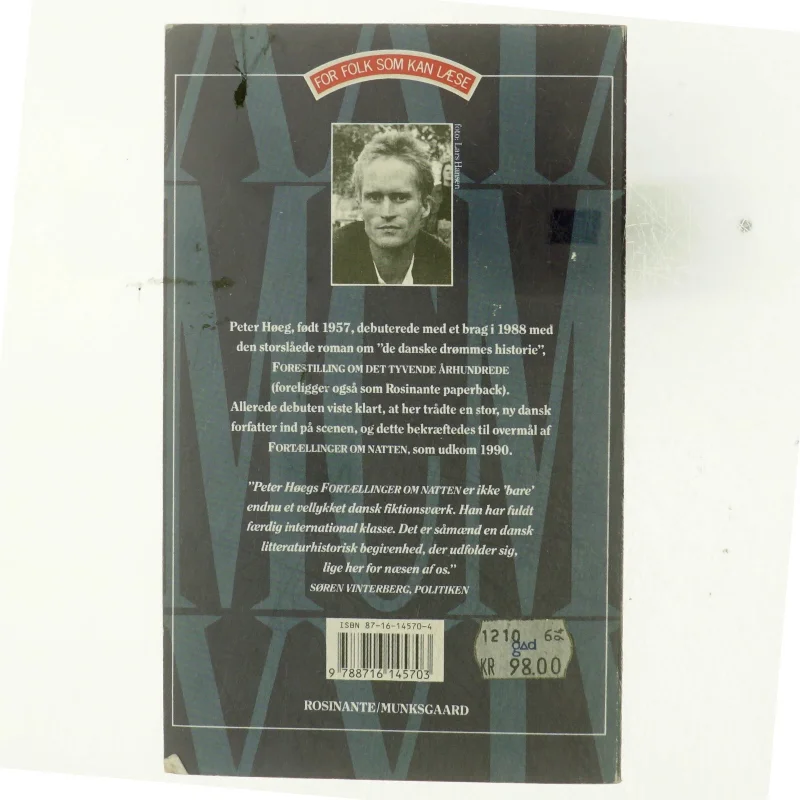 FOR FOLK SOM KAN LÆSE
foto: Lars Hansen
Peter Høeg, født 1957, debuterede med et brag i 1988 med
den storslåede roman om "de danske drømmes historie",
FORESTILLING OM DET TYVENDE ÅRHUNDREDE
(foreligger også som Rosinante paperback).
Allerede debuten viste klart, at her trådte en stor, ny dansk
forfatter ind på scenen, og dette bekræftedes til overmål af
FORTÆLLINGER OM NATTEN, som udkom 1990.
"Peter Høegs FORTÆLLINGER OM NATTEN er ikke 'bare'
endnu et vellykket dansk fiktionsværk. Han har fuldt
færdig international klasse. Det er såmænd en dansk
litteraturhistorisk begivenhed, der udfolder sig,
lige her for næsen af os."
SØREN VINTERBERG, POLITIKEN
ISBN 87-16-14570-4
9 788716 145703
1210 6
gad
KR 98.00
ROSINANTE/MUNKSGAARD